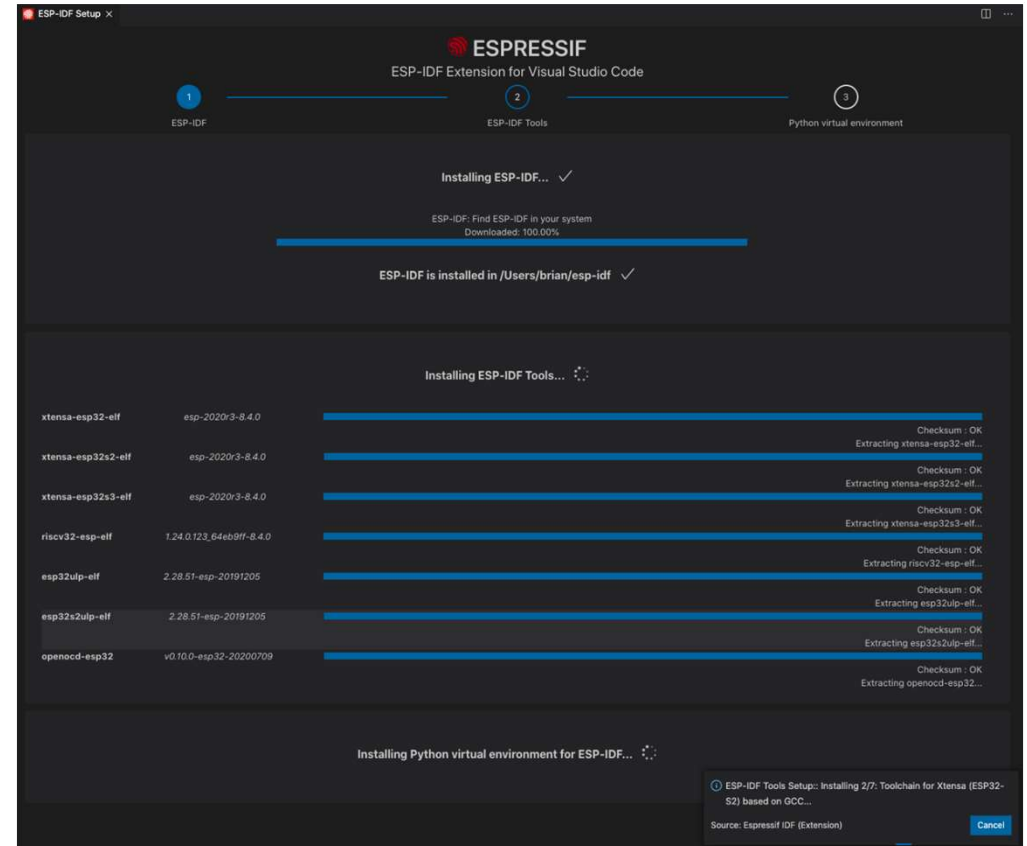 ESP-IDF Setup
ESPRESSIF
ESP-IDF Extension for Visual Studio Code
1
2
3
ESP-IDF
ESP-IDF Tools
Python virtual environment
Installing ESP-IDF...
ESP-IDF: Find ESP-IDF in your system
Downloaded: 100.00%
ESP-IDF is installed in /Users/brian/esp-idf
Installing ESP-IDF Tools...
xtensa-esp32-elf esp-2020r3-8.4.0
Checksum : OK
Extracting xtensa-esp32-elf...
xtensa-esp32s2-elf esp-2020r3-8.4.0
Checksum : OK
Extracting xtensa-esp32s2-elf...
xtensa-esp32s3-elf esp-2020r3-8.4.0
Checksum : OK
Extracting xtensa-esp32s3-elf...
riscv32-esp-elf 1.24.0.123_64eb9ff-8.4.0
Checksum : OK
Extracting riscv32-esp-elf...
esp32ulp-elf 2.28.51-esp-20191205
Checksum : OK
Extracting esp32ulp-elf...
esp32s2ulp-elf 2.28.51-esp-20191205
Checksum : OK
Extracting esp32s2ulp-elf...
openocd-esp32 v0.10.0-esp32-20200709
Checksum : OK
Extracting openocd-esp32...
Installing Python virtual environment for ESP-IDF...
ESP-IDF Tools Setup:: Installing 2/7: Toolchain for Xtensa (ESP32-
S2) based on GCC...
Source: Espressif IDF (Extension)
Cancel